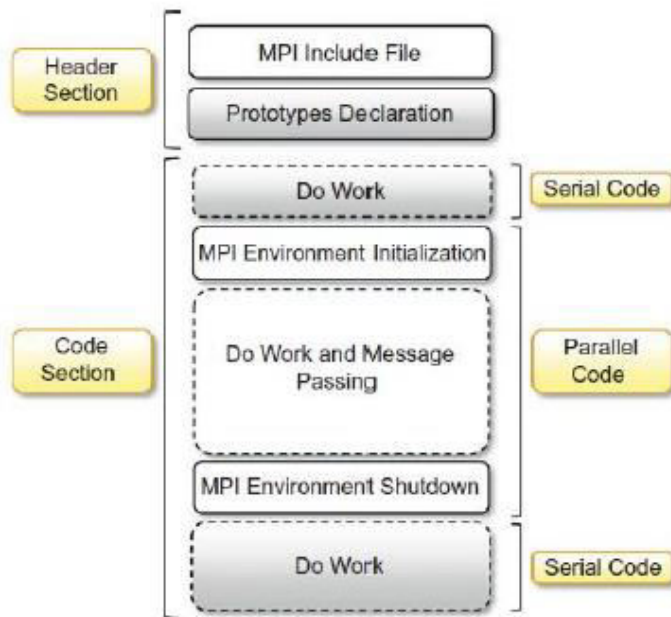 MPI Include File
Header
Section
Prototypes Declaration
Do Work
Serial Code
MPI Environment Initialization
Code
Section
Do Work and Message
Passing
Parallel
Code
MPI Environment Shutdown
Do Work
Serial Code